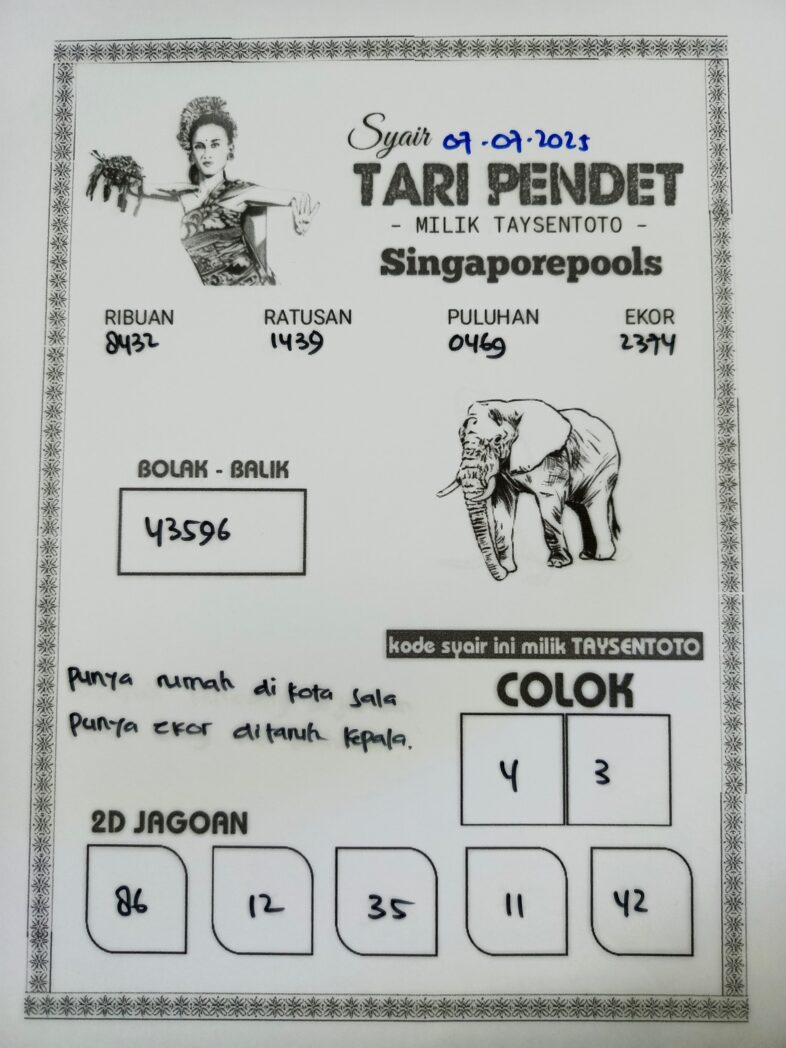 Syair 07-07-2025
TARI PENDET
- MILIK TAYSENTOTO -
Singaporepools
RIBUAN RATUSAN PULUHAN EKOR
8432 1439 0469 2374
BOLAK - BALIK
43596
kode syair ini milik TAYSENTOTO
punya rumah di kota sala
punya ekor ditaruh kepala.
COLOK
4 3
2D JAGOAN
86 12 35 11 42